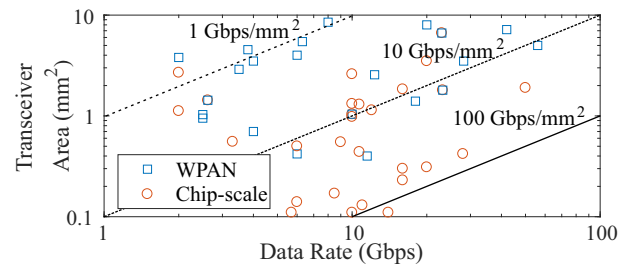 10
1
0.1
Transceiver
Area (mm²)
1 Gbps/mm²
10 Gbps/mm²
100 Gbps/mm²
WPAN
Chip-scale
1
10
100
Data Rate (Gbps)